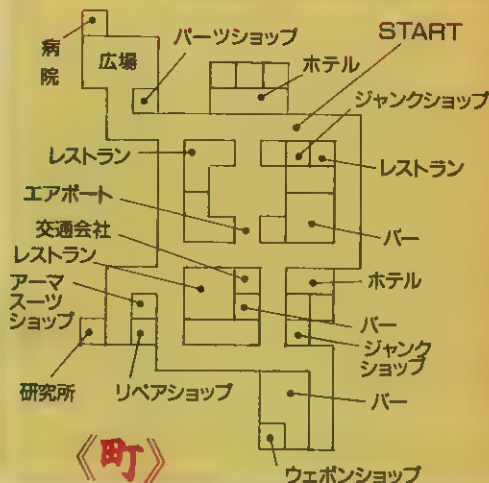 START
パーツショップ
病
院
広場
ホテル
ジャンクショップ
レストラン
レストラン
エアポート
バー
交通会社
レストラン
アーマ
スーツ
ショップ
ホテル
バー
ジャンク
ショップ
研究所
リペアショップ
バー
《町》
ウェポンショップ